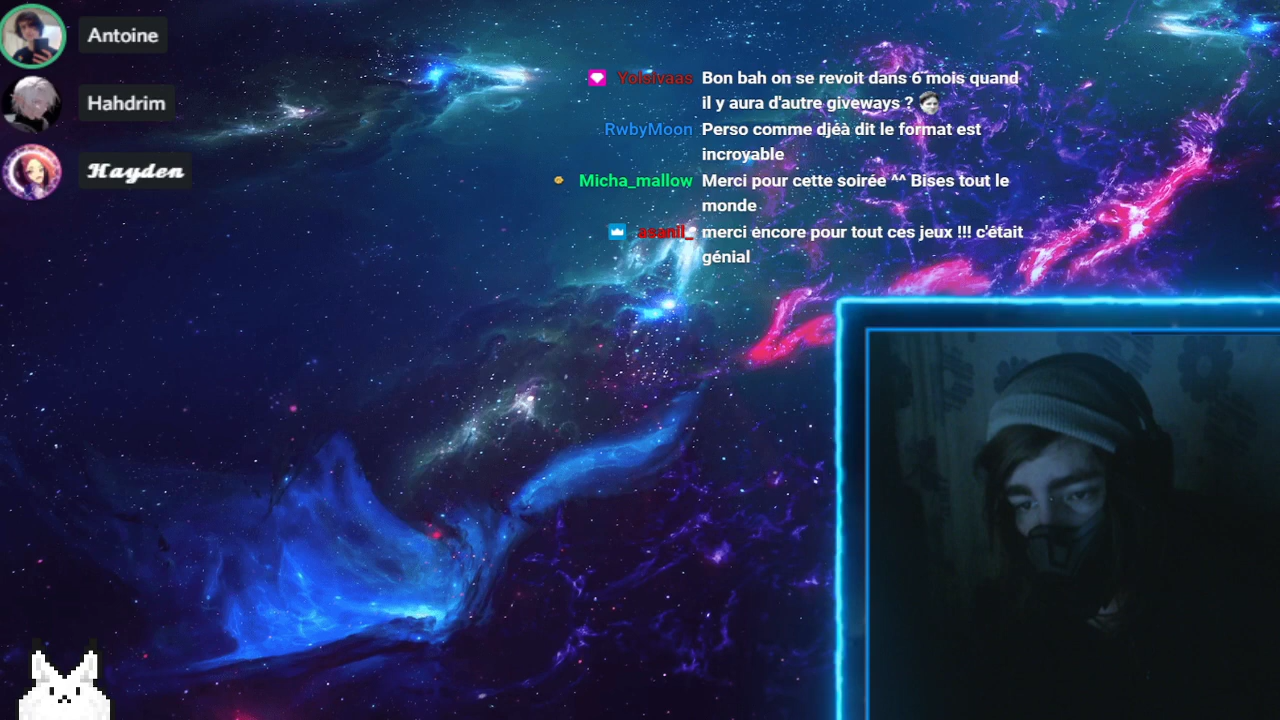 Antoine
Hahdrim
Hayden
Yoisivaas Bon bah on se revoit dans 6 mois quand
il y aura d'autre giveways ?
RwbyMoon Perso comme djéà dit le format est
incroyable
Micha_mallow Merci pour cette soirée ^^ Bises tout le
monde
asanil_ merci encore pour tout ces jeux !!! c'était
génial